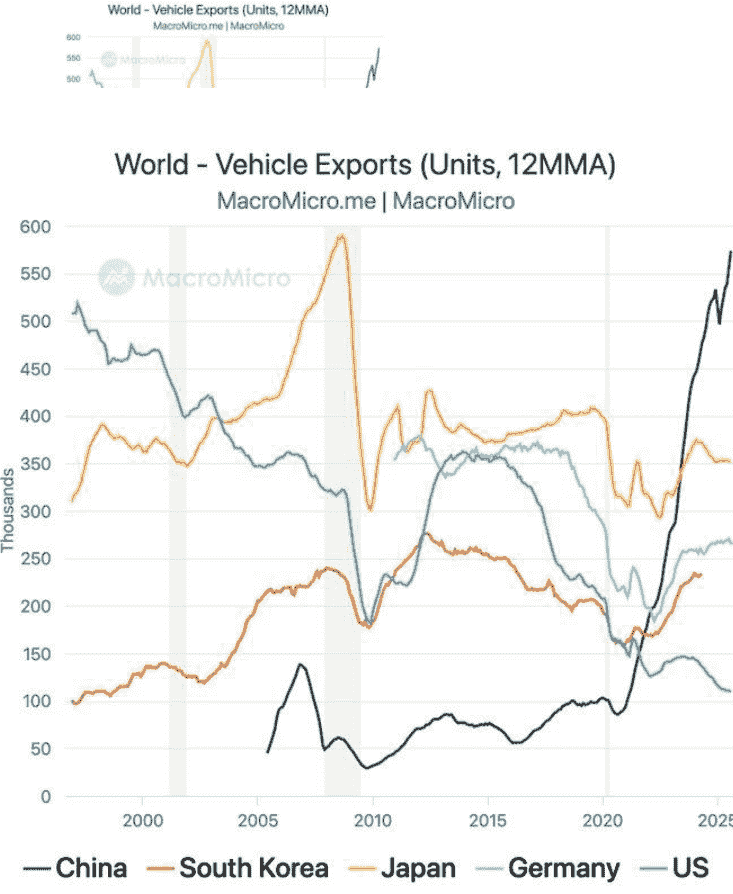 World - Vehicle Exports (Units, 12MMA)
MacroMicro.me | MacroMicro
600
550
500
MacroMicro
World - Vehicle Exports (Units, 12MMA)
MacroMicro.me | MacroMicro
Thousands
600
550
500
450
400
350
300
250
200
150
100
50
0
MacroMicro
2000 2005 2010 2015 2020 2025
China South Korea Japan Germany US